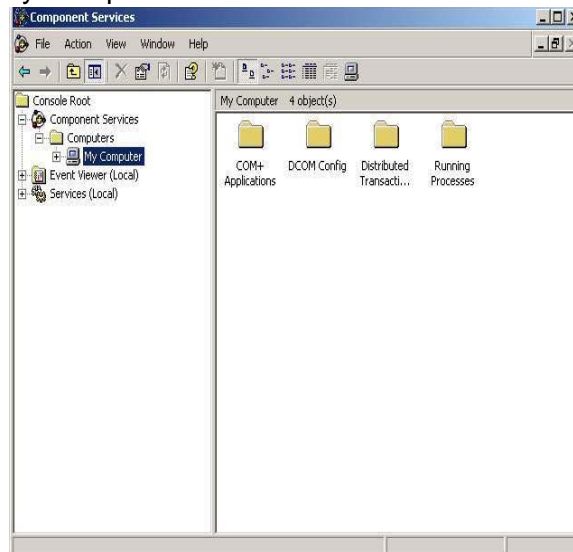 Component Services
File Action View Window Help
Console Root
Component Services
Computers
My Computer
Event Viewer (Local)
Services (Local)
My Computer 4 object(s)
COM+
Applications
DCOM Config
Distributed
Transacti...
Running
Processes